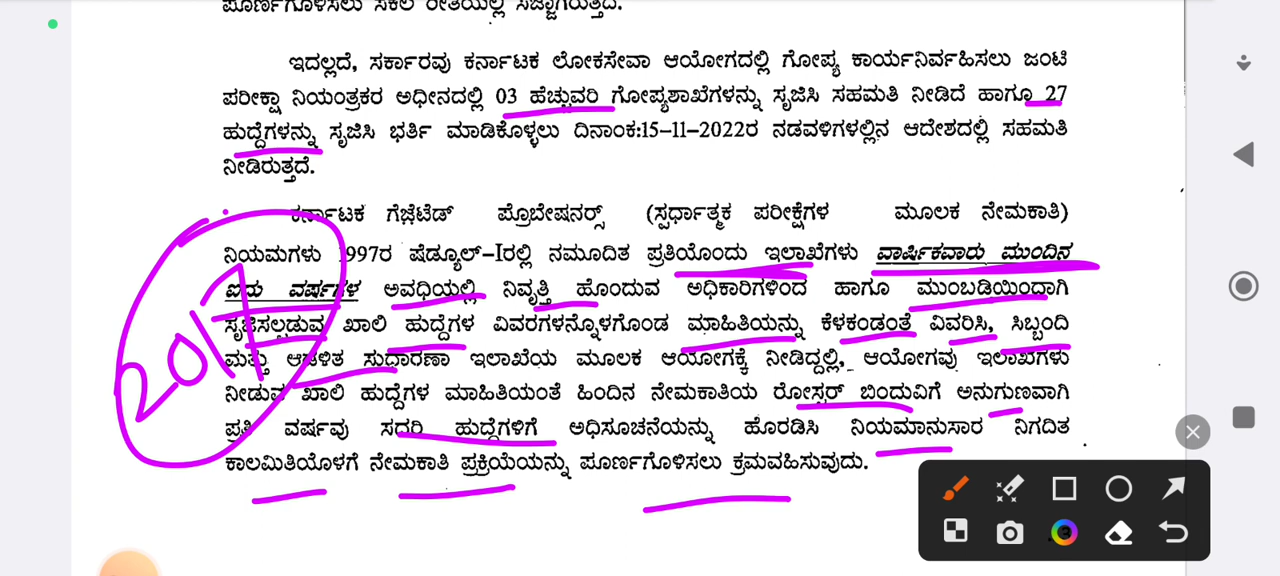 ಪೂರ್ಣಗೊಳಿಸಲು ಸಕಲ ರೀತಿಯಲ್ಲಿ ಸಜ್ಜಾಗಿರುತ್ತದೆ.
ಇದಲ್ಲದೆ, ಸರ್ಕಾರವು ಕರ್ನಾಟಕ ಲೋಕಸೇವಾ ಆಯೋಗದಲ್ಲಿ ಗೋಪ್ಯ ಕಾರ್ಯನಿರ್ವಹಿಸಲು ಜಂಟಿ
ಪರೀಕ್ಷಾ ನಿಯಂತ್ರಕರ ಅಧೀನದಲ್ಲಿ 03 ಹೆಚ್ಚುವರಿ ಗೋಪ್ಯಶಾಖೆಗಳನ್ನು ಸೃಜಿಸಿ ಸಹಮತಿ ನೀಡಿದೆ ಹಾಗೂ 27
ಹುದ್ದೆಗಳನ್ನು ಸೃಜಿಸಿ ಭರ್ತಿ ಮಾಡಿಕೊಳ್ಳಲು ದಿನಾಂಕ:15-11-2022ರ ನಡವಳಿಗಳಲ್ಲಿನ ಆದೇಶದಲ್ಲಿ ಸಹಮತಿ
ನೀಡಿರುತ್ತದೆ.
ಕರ್ನಾಟಕ ಗೆಜೆಟೆಡ್ ಪ್ರೊಬೇಷನರ್ಸ್ (ಸ್ಪರ್ಧಾತ್ಮಕ ಪರೀಕ್ಷೆಗಳ ಮೂಲಕ ನೇಮಕಾತಿ)
ನಿಯಮಗಳು 1997ರ ಷೆಡ್ಯೂಲ್-Iರಲ್ಲಿ ನಮೂದಿತ ಪ್ರತಿಯೊಂದು ಇಲಾಖೆಗಳು ವಾರ್ಷಿಕವಾರು ಮುಂದಿನ
ಐದು ವರ್ಷಗಳ ಅವಧಿಯಲ್ಲಿ ನಿವೃತ್ತಿ ಹೊಂದುವ ಅಧಿಕಾರಿಗಳಿಂದ ಹಾಗೂ ಮುಂಬಡ್ತಿಯಿಂದಾಗಿ
ಸೃಜಿಸಲ್ಪಡುವ ಖಾಲಿ ಹುದ್ದೆಗಳ ವಿವರಗಳನ್ನೊಳಗೊಂಡ ಮಾಹಿತಿಯನ್ನು ಕೆಳಕಂಡಂತೆ ವಿವರಿಸಿ, ಸಿಬ್ಬಂದಿ
ಮತ್ತು ಆಡಳಿತ ಸುಧಾರಣಾ ಇಲಾಖೆಯ ಮೂಲಕ ಆಯೋಗಕ್ಕೆ ನೀಡಿದ್ದಲ್ಲಿ, ಆಯೋಗವು ಇಲಾಖೆಗಳು
ನೀಡುವ ಖಾಲಿ ಹುದ್ದೆಗಳ ಮಾಹಿತಿಯಂತೆ ಹಿಂದಿನ ನೇಮಕಾತಿಯ ರೋಸ್ಟರ್ ಬಿಂದುವಿಗೆ ಅನುಗುಣವಾಗಿ
ಪ್ರತಿ ವರ್ಷವು ಸದರಿ ಹುದ್ದೆಗಳಿಗೆ ಅಧಿಸೂಚನೆಯನ್ನು ಹೊರಡಿಸಿ ನಿಯಮಾನುಸಾರ ನಿಗದಿತ
ಕಾಲಮಿತಿಯೊಳಗೆ ನೇಮಕಾತಿ ಪ್ರಕ್ರಿಯೆಯನ್ನು ಪೂರ್ಣಗೊಳಿಸಲು ಕ್ರಮವಹಿಸುವುದು.